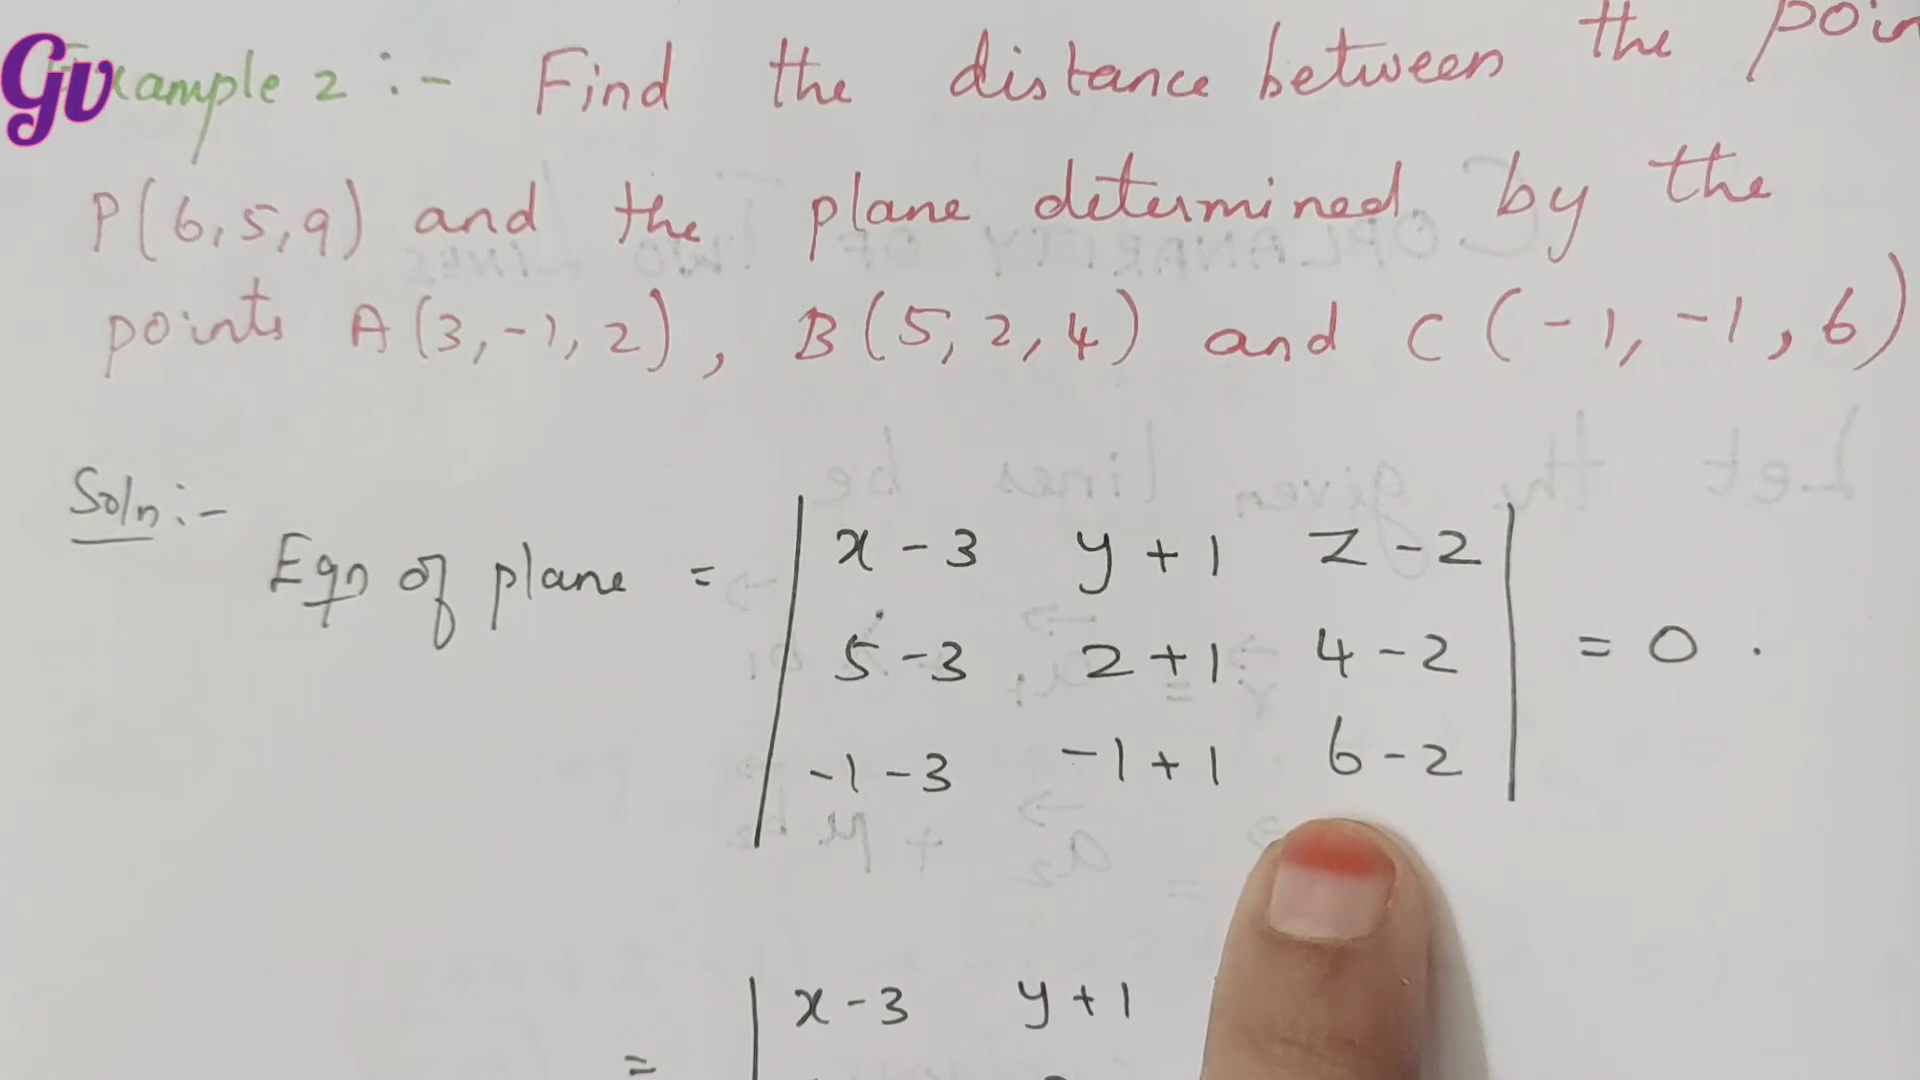 Gv
Example 2 :- Find the distance between the poin
P(6,5,9) and the plane determined by the
points A(3,-1,2), B(5,2,4) and C(-1,-1,6)
Soln:-
Eqn of plane = | x-3 y+1 z-2 |
| 5-3 2+1 4-2 | = 0 .
| -1-3 -1+1 6-2 |
= | x-3 y+1